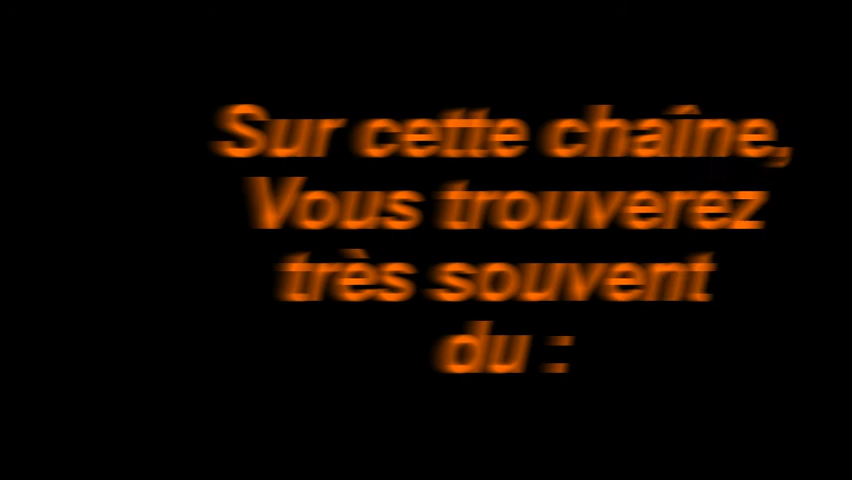 Sur cette chaîne,
Vous trouverez
très souvent
du :